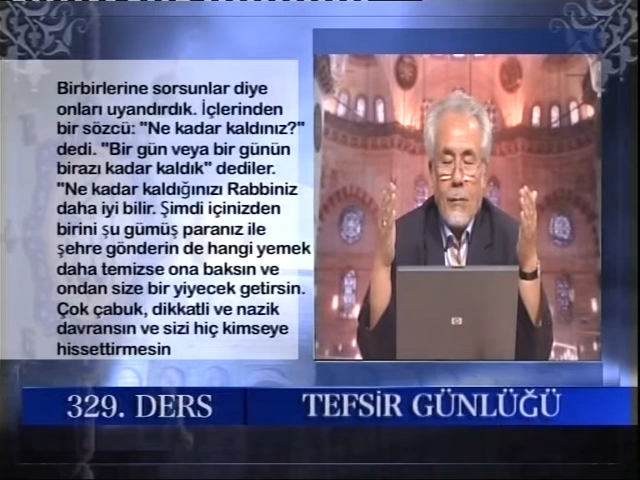 Birbirlerine sorsunlar diye
onları uyandırdık. İçlerinden
bir sözcü: "Ne kadar kaldınız?"
dedi. "Bir gün veya bir günün
birazı kadar kaldık" dediler.
"Ne kadar kaldığınızı Rabbiniz
daha iyi bilir. Şimdi içinizden
birini şu gümüş paranız ile
şehre gönderin de hangi yemek
daha temizse ona baksın ve
ondan size bir yiyecek getirsin.
Çok çabuk, dikkatli ve nazik
davransın ve sizi hiç kimseye
hissettirmesin
329. DERS
TEFSİR GÜNLÜĞÜ
hp